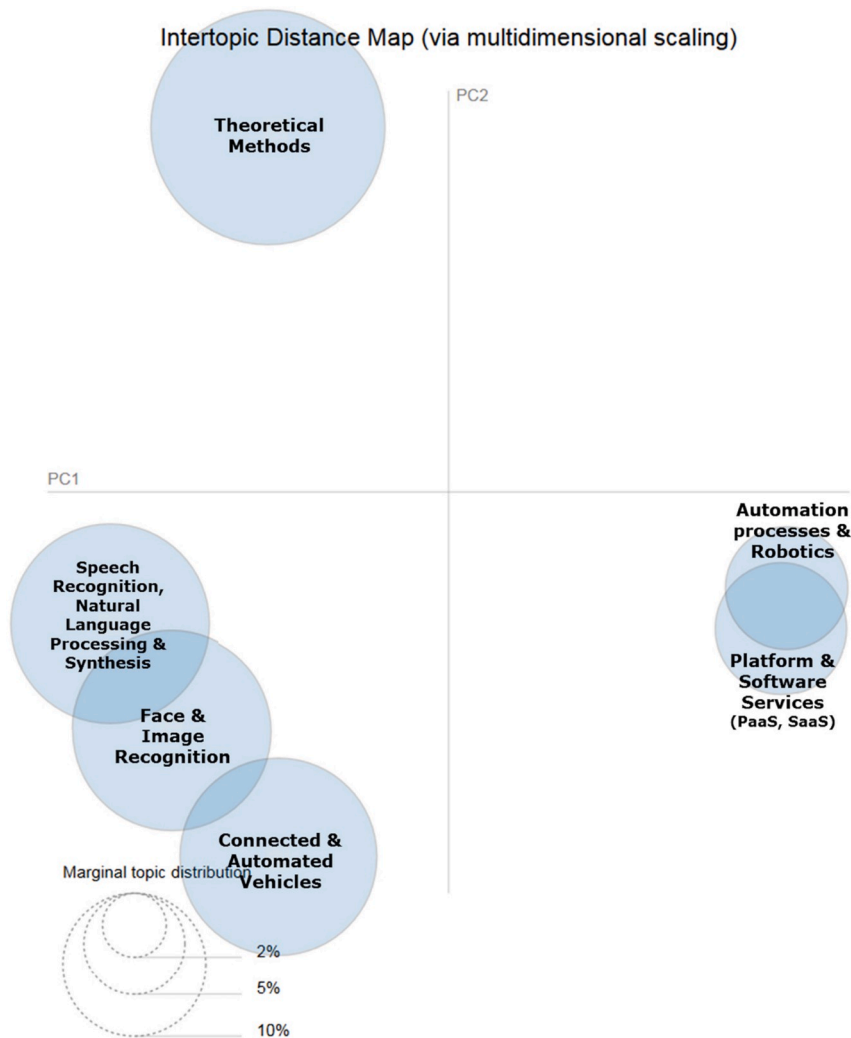 Intertopic Distance Map (via multidimensional scaling)
PC2
Theoretical
Methods
PC1
Automation
processes &
Robotics
Speech
Recognition,
Natural
Language
Processing &
Synthesis
Platform &
Software
Services
(PaaS, SaaS)
Face &
Image
Recognition
Connected &
Automated
Vehicles
Marginal topic distribution
2%
5%
10%